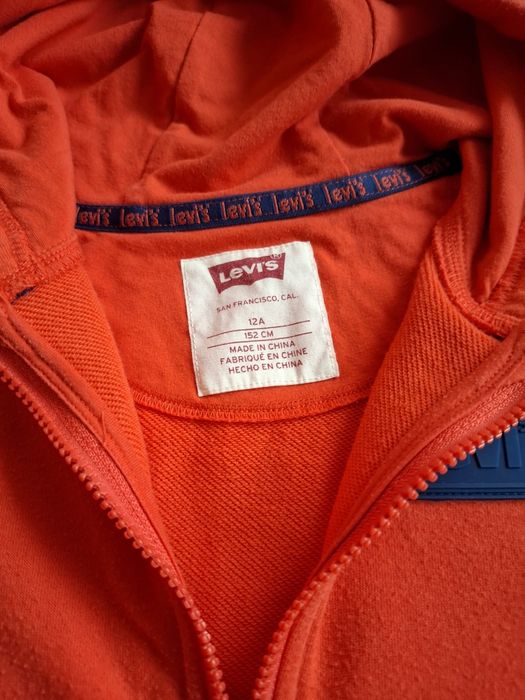 evi's Levi's Levi's Levi's Levi's Levi's Levi's
LEVI'S®
SAN FRANCISCO, CAL.
12A
152 CM
MADE IN CHINA
FABRIQUÉ EN CHINE
HECHO EN CHINA